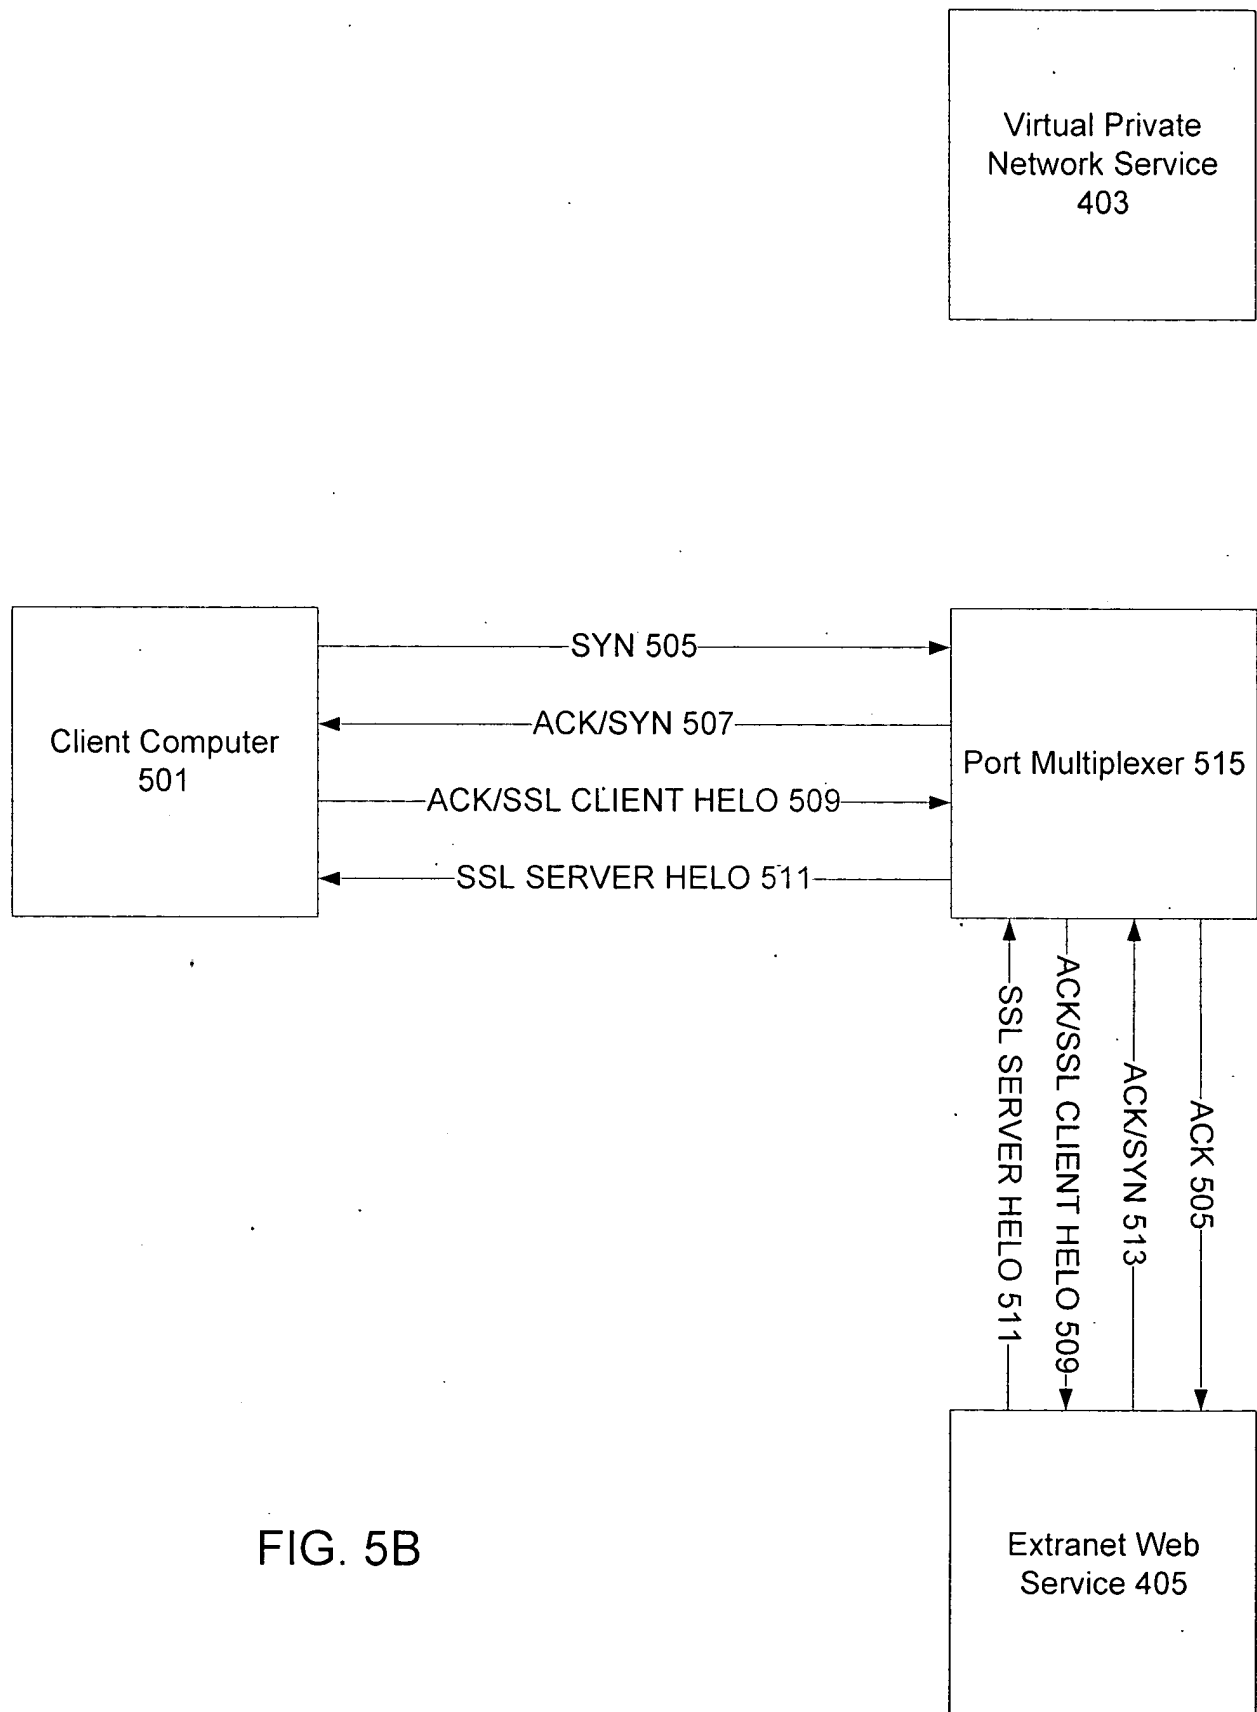 Virtual Private
Network Service
403
SYN 505
ACK/SYN 507
Client Computer
501
Port Multiplexer 515
ACK/SSL CLIENT HELO 509
SSL SERVER HELO 511
SSL SERVER HELO 511
ACK/SSL CLIENT HELO 509
ACK/SYN 513
ACK 505
FIG. 5B
Extranet Web
Service 405